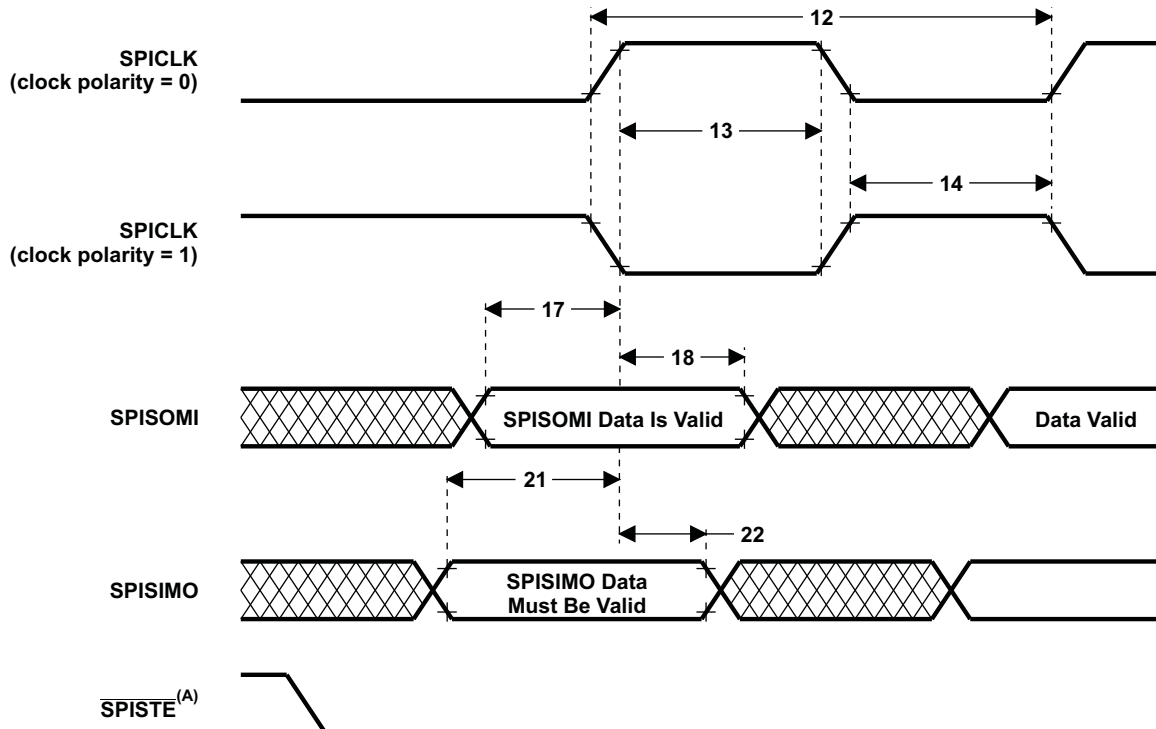 12
SPICLK
(clock polarity = 0)
13
14
SPICLK
(clock polarity = 1)
17
18
SPISOMI
SPISOMI Data Is Valid
Data Valid
21
22
SPISIMO
SPISIMO Data
Must Be Valid
SPISTE(A)